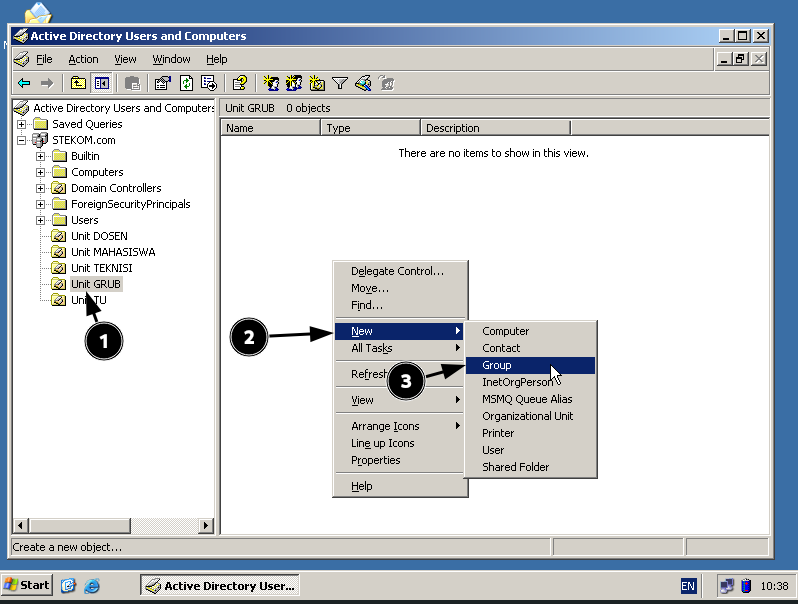 Active Directory Users and Computers
File Action View Window Help
Active Directory Users and Computers
Saved Queries
STEKOM.com
Builtin
Computers
Domain Controllers
ForeignSecurityPrincipals
Users
Unit DOSEN
Unit MAHASISWA
Unit TEKNISI
Unit GRUB
Unit TU
1
Unit GRUB 0 objects
Name Type Description
There are no items to show in this view.
Delegate Control...
Move...
Find...
2
New
All Tasks
Refresh
View
Arrange Icons
Line up Icons
Properties
Help
3
Computer
Contact
Group
InetOrgPerson
MSMQ Queue Alias
Organizational Unit
Printer
User
Shared Folder
Create a new object...
Start
Active Directory User...
EN
10:38